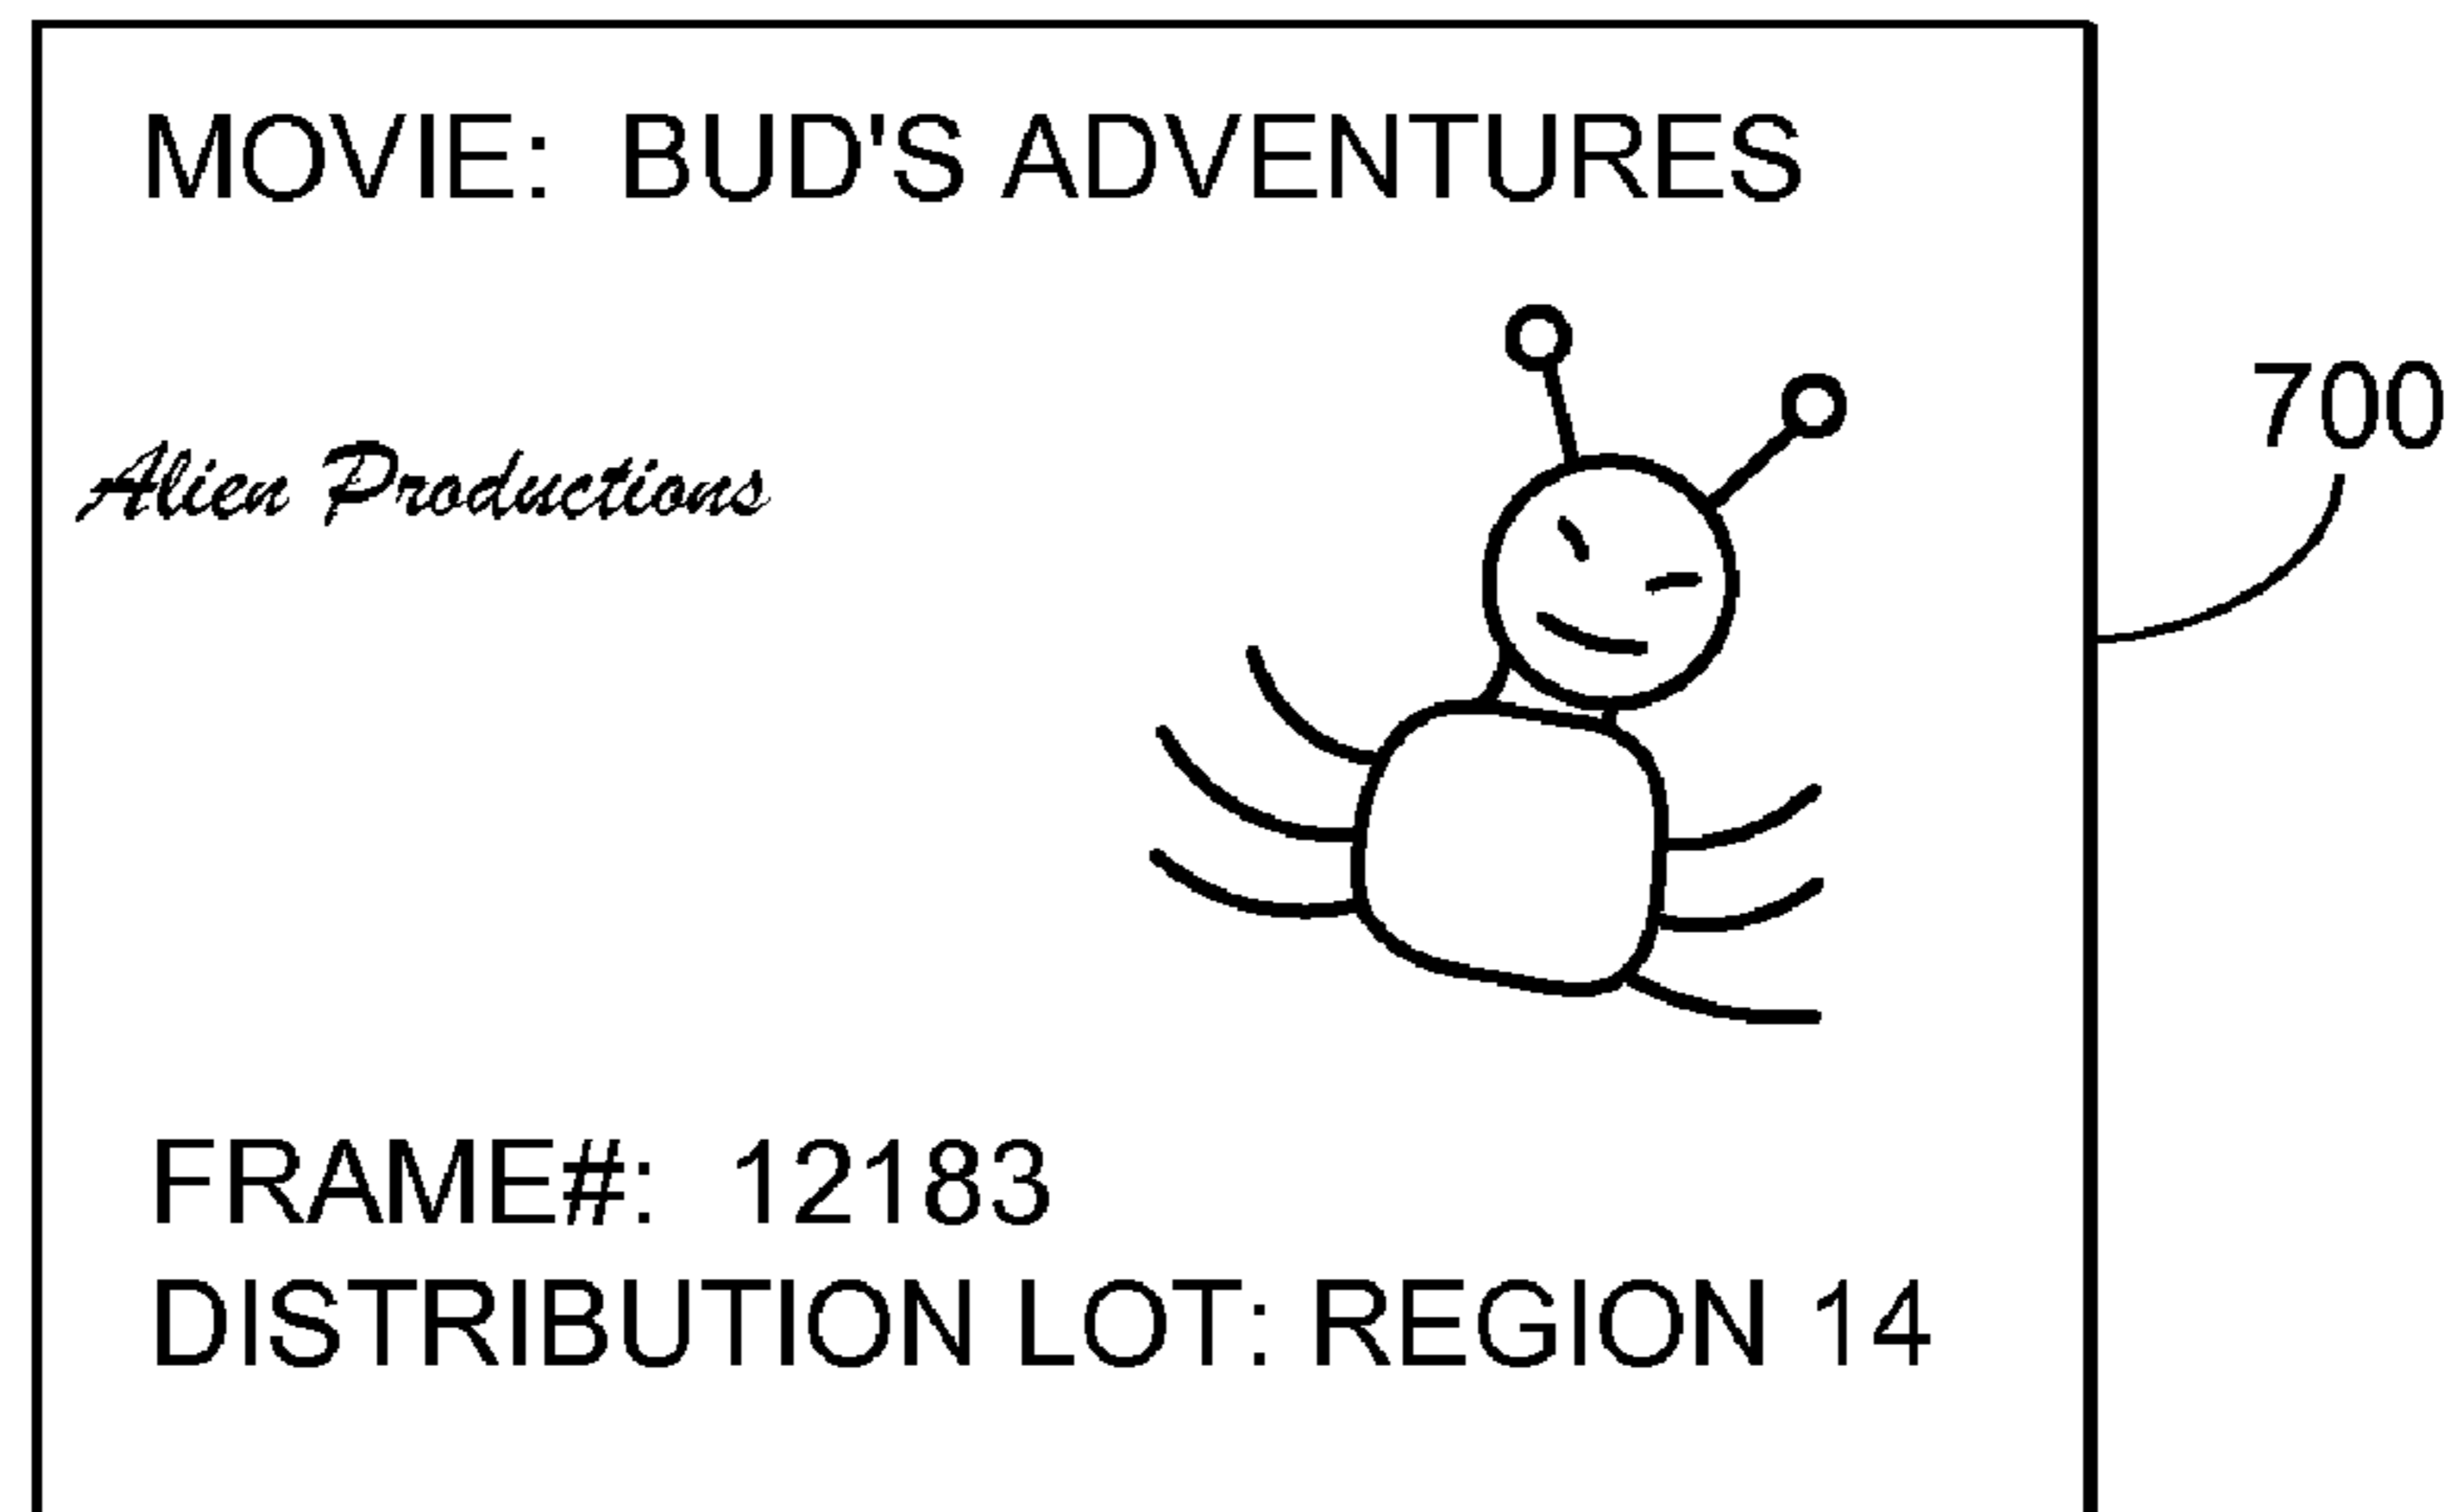 MOVIE: BUD'S ADVENTURES
700
Alien Productions
FRAME#: 12183
DISTRIBUTION LOT: REGION 14